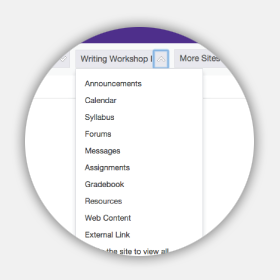 Writing Workshop
More Sites
Announcements
Calendar
Syllabus
Forums
Messages
Assignments
Gradebook
Resources
Web Content
External Link
the site to view all